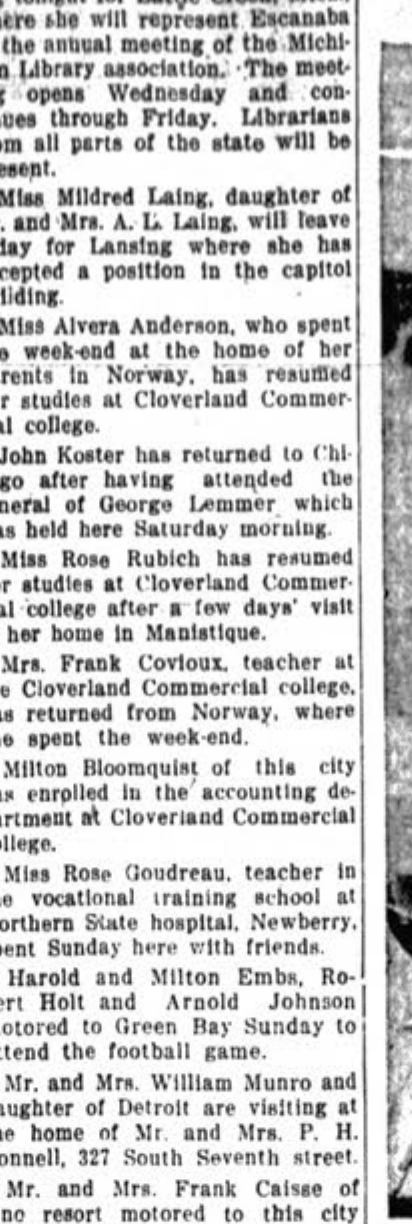 ere she will represent Escanaba
the annual meeting of the Michi-
n Library association. The meet-
g opens Wednesday and con-
ues through Friday. Librarians
om all parts of the state will be
esent.
Miss Mildred Laing, daughter of
. and Mrs. A. L. Laing, will leave
day for Lansing where she has
cepted a position in the capitol
ilding.
Miss Alvera Anderson, who spent
e week-end at the home of her
rents in Norway, has resumed
r studies at Cloverland Commer-
al college.
John Koster has returned to Chi-
go after having attended the
neral of George Lemmer which
as held here Saturday morning.
Miss Rose Rubich has resumed
er studies at Cloverland Commer-
al college after a few days' visit
her home in Manistique.
Mrs. Frank Covioux, teacher at
e Cloverland Commercial college,
as returned from Norway, where
he spent the week-end.
Milton Bloomquist of this city
as enrolled in the accounting de-
artment at Cloverland Commercial
ollege.
Miss Rose Goudreau, teacher in
he vocational training school at
orthern State hospital, Newberry,
pent Sunday here with friends.
Harold and Milton Embs, Ro-
ert Holt and Arnold Johnson
otored to Green Bay Sunday to
ttend the football game.
Mr. and Mrs. William Munro and
aughter of Detroit are visiting at
he home of Mr. and Mrs. P. H.
onnell, 327 South Seventh street.
Mr. and Mrs. Frank Caisse of
no resort motored to this city